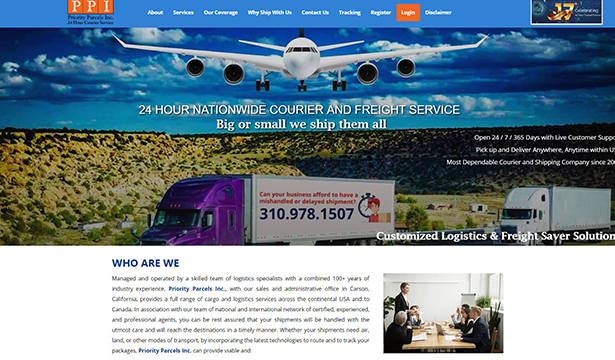 PPI
Priority Parcels Inc.
24 Hour Courier Service
About Services Our Coverage Why Ship With Us Contact Us Tracking Register Login Disclaimer
17 Celebrating
24 HOUR NATIONWIDE COURIER AND FREIGHT SERVICE
Big or small we ship them all
Open 24 / 7 / 365 Days with Live Customer Suppo
Pick up and Deliver Anywhere, Anytime within US
Most Dependable Courier and Shipping Company since 20
Can your business afford to have a
mishandled or delayed shipment?
310.978.1507
Customized Logistics & Freight Saver Solution
WHO ARE WE
Managed and operated by a skilled team of logistics specialists with a combined 100+ years of
industry experience, Priority Parcels Inc., with our sales and administrative office in Carson,
California, provides a full range of cargo and logistics services across the continental USA and to
Canada. In association with our team of national and international network of certified, experienced,
and professional agents, you can be rest assured that your shipments will be handled with the
utmost care and will reach the destinations in a timely manner. Whether your shipments need air,
land, or other modes of transport, by incorporating the latest technologies to route and to track your
packages, Priority Parcels Inc. can provide viable and